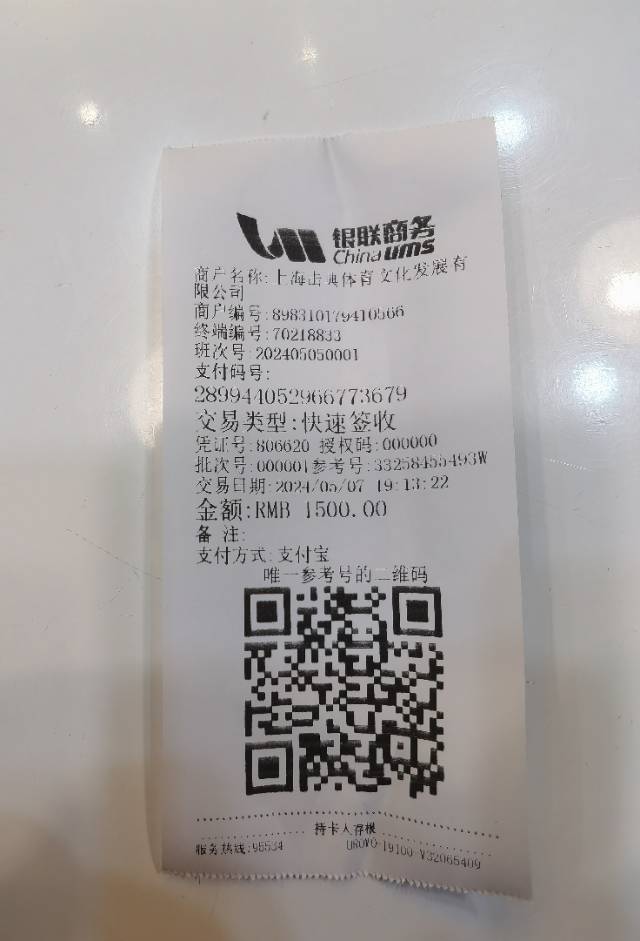 银联商务
China ums
商户名称:上海击典体育文化发展有
限公司
商户编号:898310179410566
终端编号:70218833
班次号:202405050001
支付码号:
289944052966773679
交易类型:快速签收
凭证号:806620 授权码:000000
批次号:000001参考号:33258455493W
交易日期:2024/05/07 19:13:22
金额:RMB 1500.00
备 注:
支付方式:支付宝
唯一参考号的二维码
持卡人存根
服务热线:95534
UROVO-I9100-V32065409